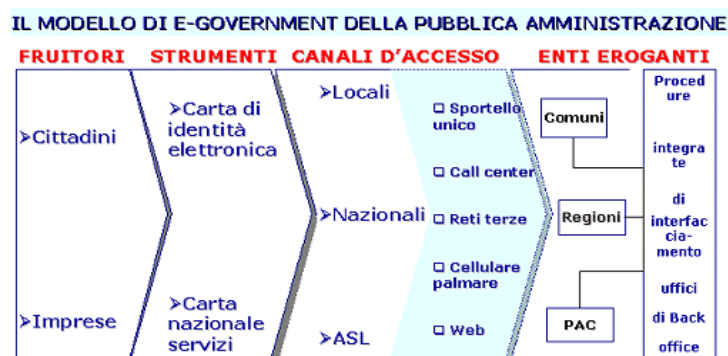 IL MODELLO DI E-GOVERNMENT DELLA PUBBLICA AMMINISTRAZIONE
FRUITORI STRUMENTI CANALI D'ACCESSO ENTI EROGANTI
➢Cittadini
➢Imprese
➢Carta di
identità
elettronica
➢Carta
nazionale
servizi
➢Locali
➢Nazionali
➢ASL
❑ Sportello
unico
❑ Call center
❑ Reti terze
❑ Cellulare
palmare
❑ Web
Comuni
Regioni
PAC
Proced
ure
integra
te
di
interfac
cia-
mento
uffici
di Back
office